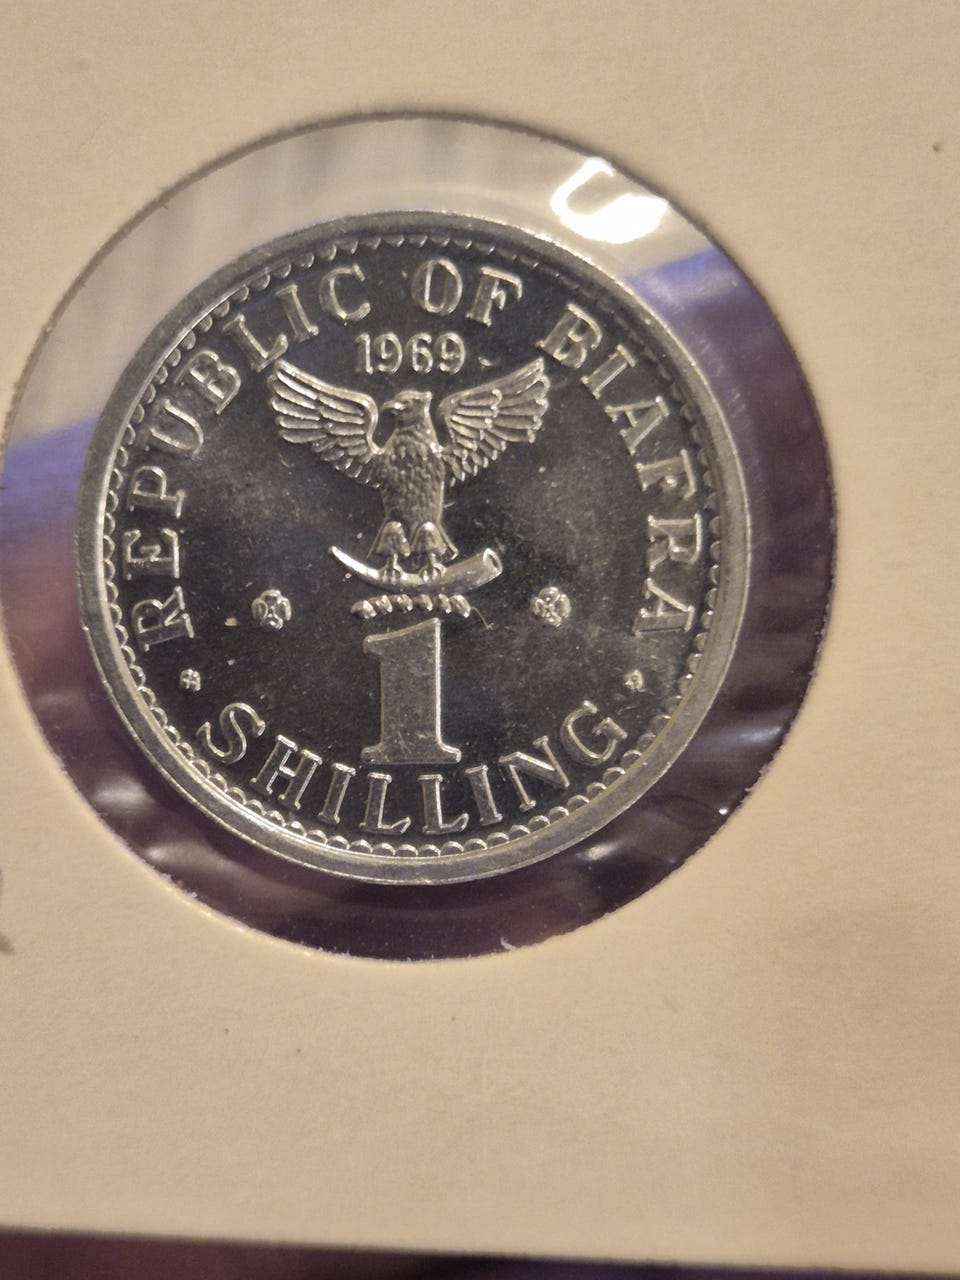 REPUBLIC OF BIAFRA
1969
1
SHILLING